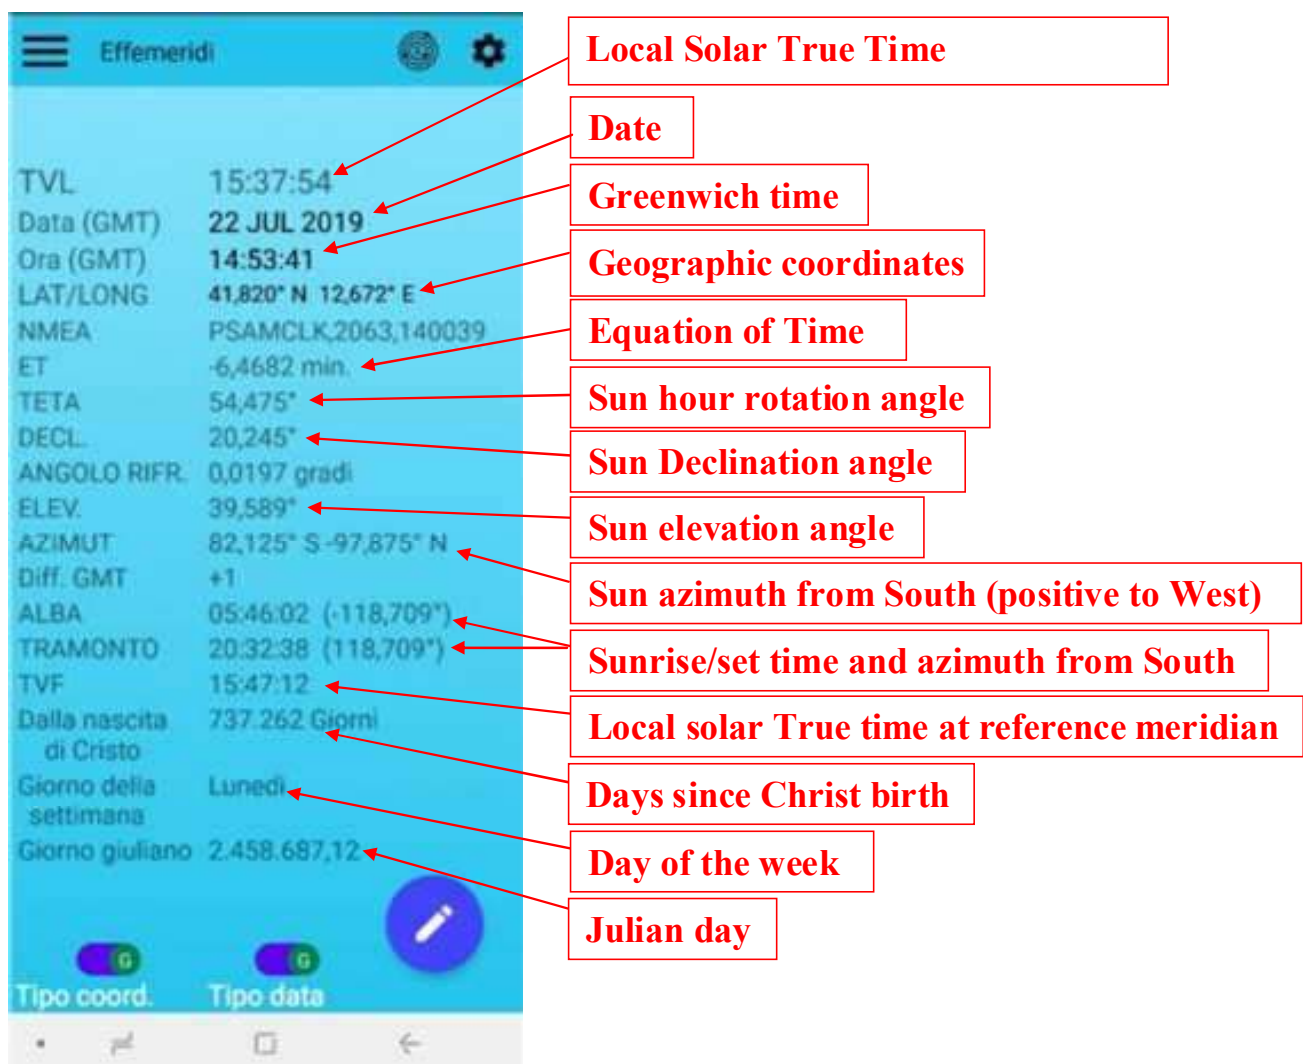 Effemeridi
Local Solar True Time
Date
TVL 15:37:54
Greenwich time
Data (GMT) 22 JUL 2019
Ora (GMT) 14:53:41
Geographic coordinates
LAT/LONG 41,820° N 12,672° E
NMEA PSAMCLK,2063,140039
Equation of Time
ET -6,4682 min.
TETA 54,475°
Sun hour rotation angle
DECL. 20,245°
Sun Declination angle
ANGOLO RIFR. 0,0197 gradi
ELEV. 39,589°
Sun elevation angle
AZIMUT 82,125° S -97,875° N
Diff. GMT +1
Sun azimuth from South (positive to West)
ALBA 05:46:02 (-118,709°)
TRAMONTO 20:32:38 (118,709°)
Sunrise/set time and azimuth from South
TVF 15:47:12
Local solar True time at reference meridian
Dalla nascita 737.262 Giorni
di Cristo
Giorno della Lunedì
settimana
Days since Christ birth
Giorno giuliano 2.458.687,12
Day of the week
Julian day
G G
Tipo coord. Tipo data